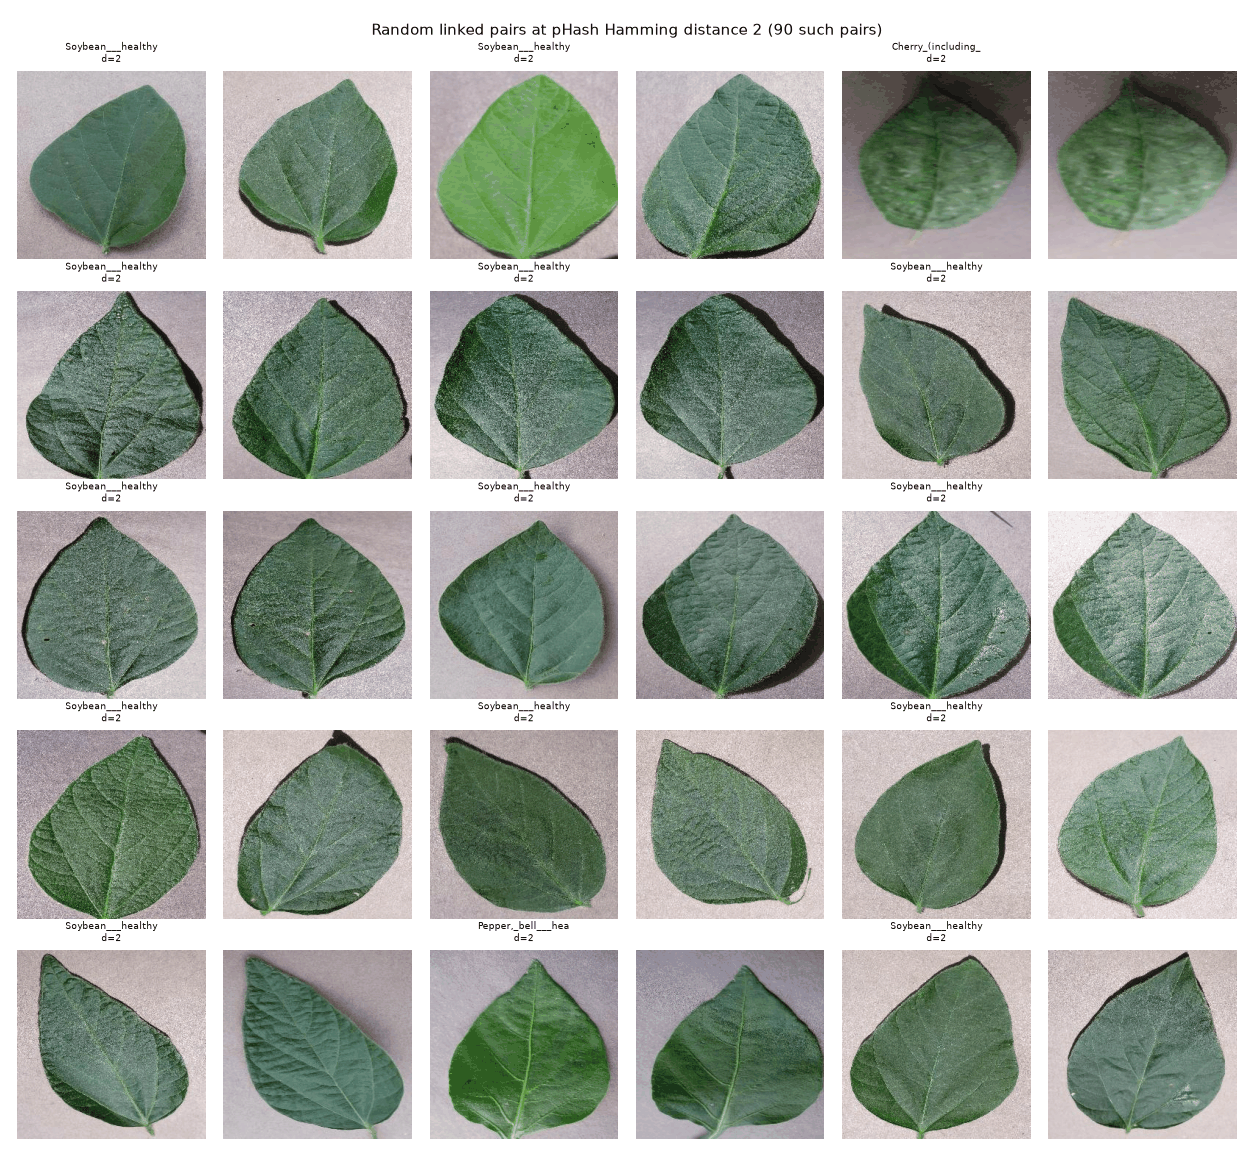 Random linked pairs at pHash Hamming distance 2 (90 such pairs)
Soybean___healthy
d=2
Soybean___healthy
d=2
Cherry_(including_
d=2
Soybean___healthy
d=2
Soybean___healthy
d=2
Soybean___healthy
d=2
Soybean___healthy
d=2
Soybean___healthy
d=2
Soybean___healthy
d=2
Soybean___healthy
d=2
Soybean___healthy
d=2
Soybean___healthy
d=2
Soybean___healthy
d=2
Pepper,_bell___hea
d=2
Soybean___healthy
d=2